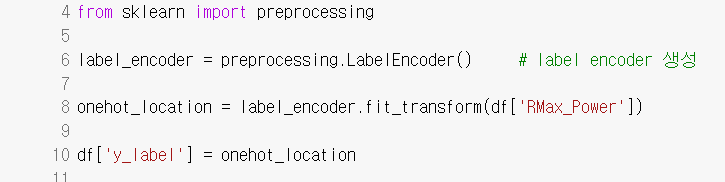 4 from sklearn import preprocessing
5
6 label_encoder = preprocessing.LabelEncoder() # label encoder 생성
7
8 onehot_location = label_encoder.fit_transform(df['RMax_Power'])
9
10 df['y_label'] = onehot_location
11